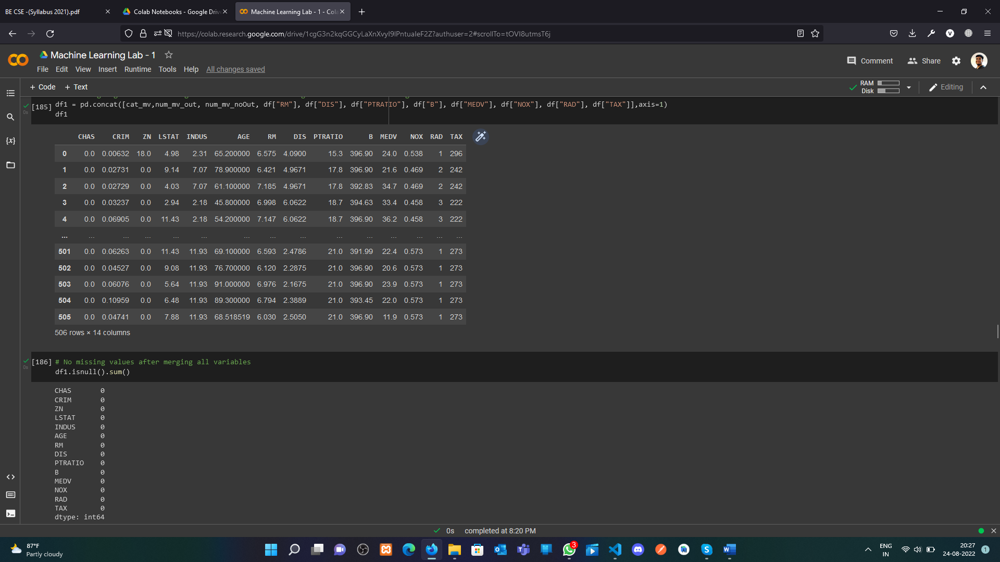 BE CSE -(Syllabus 2021).pdf
Colab Notebooks - Google Driv
Machine Learning Lab - 1 - Cola
https://colab.research.google.com/drive/1cgG3n2kqGGCyLaXnXvyI9lPntuaIeF2Z?authuser=2#scrollTo=tOVI8utmsT6j
Machine Learning Lab - 1
Comment Share
File Edit View Insert Runtime Tools Help All changes saved
+ Code + Text
RAM
Disk
Editing
[185] df1 = pd.concat([cat_mv,num_mv_out, num_mv_noOut, df["RM"], df["DIS"], df["PTRATIO"], df["B"], df["MEDV"], df["NOX"], df["RAD"], df["TAX"]],axis=1)
0s
df1
CHAS CRIM ZN LSTAT INDUS AGE RM DIS PTRATIO B MEDV NOX RAD TAX
0 0.0 0.00632 18.0 4.98 2.31 65.200000 6.575 4.0900 15.3 396.90 24.0 0.538 1 296
1 0.0 0.02731 0.0 9.14 7.07 78.900000 6.421 4.9671 17.8 396.90 21.6 0.469 2 242
2 0.0 0.02729 0.0 4.03 7.07 61.100000 7.185 4.9671 17.8 392.83 34.7 0.469 2 242
3 0.0 0.03237 0.0 2.94 2.18 45.800000 6.998 6.0622 18.7 394.63 33.4 0.458 3 222
4 0.0 0.06905 0.0 11.43 2.18 54.200000 7.147 6.0622 18.7 396.90 36.2 0.458 3 222
... ... ... ... ... ... ... ... ... ... ... ... ... ... ...
501 0.0 0.06263 0.0 11.43 11.93 69.100000 6.593 2.4786 21.0 391.99 22.4 0.573 1 273
502 0.0 0.04527 0.0 9.08 11.93 76.700000 6.120 2.2875 21.0 396.90 20.6 0.573 1 273
503 0.0 0.06076 0.0 5.64 11.93 91.000000 6.976 2.1675 21.0 396.90 23.9 0.573 1 273
504 0.0 0.10959 0.0 6.48 11.93 89.300000 6.794 2.3889 21.0 393.45 22.0 0.573 1 273
505 0.0 0.04741 0.0 7.88 11.93 68.518519 6.030 2.5050 21.0 396.90 11.9 0.573 1 273
506 rows × 14 columns
[186] # No missing values after merging all variables
0s
df1.isnull().sum()
CHAS 0
CRIM 0
ZN 0
LSTAT 0
INDUS 0
AGE 0
RM 0
DIS 0
PTRATIO 0
B 0
MEDV 0
NOX 0
RAD 0
TAX 0
dtype: int64
0s completed at 8:20 PM
87°F
Partly cloudy
3
ENG
IN
20:27
24-08-2022
1